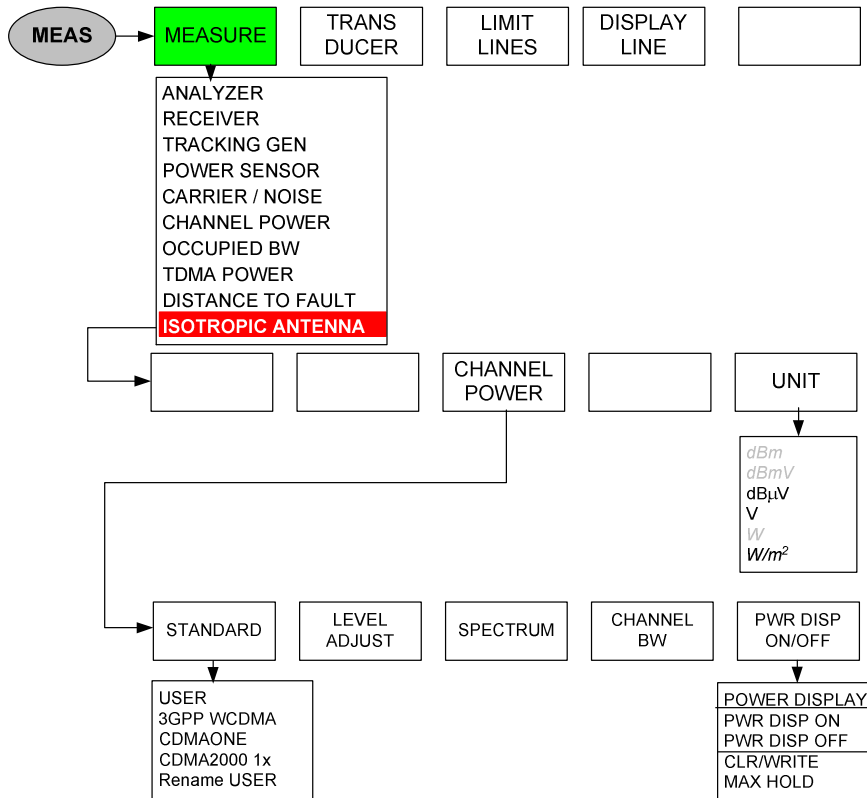 MEAS
MEASURE
TRANS
DUCER
LIMIT
LINES
DISPLAY
LINE
ANALYZER
RECEIVER
TRACKING GEN
POWER SENSOR
CARRIER / NOISE
CHANNEL POWER
OCCUPIED BW
TDMA POWER
DISTANCE TO FAULT
ISOTROPIC ANTENNA
CHANNEL
POWER
UNIT
dBm
dBmV
dBµV
V
W
W/m²
STANDARD
LEVEL
ADJUST
SPECTRUM
CHANNEL
BW
PWR DISP
ON/OFF
USER
3GPP WCDMA
CDMAONE
CDMA2000 1x
Rename USER
POWER DISPLAY
PWR DISP ON
PWR DISP OFF
CLR/WRITE
MAX HOLD